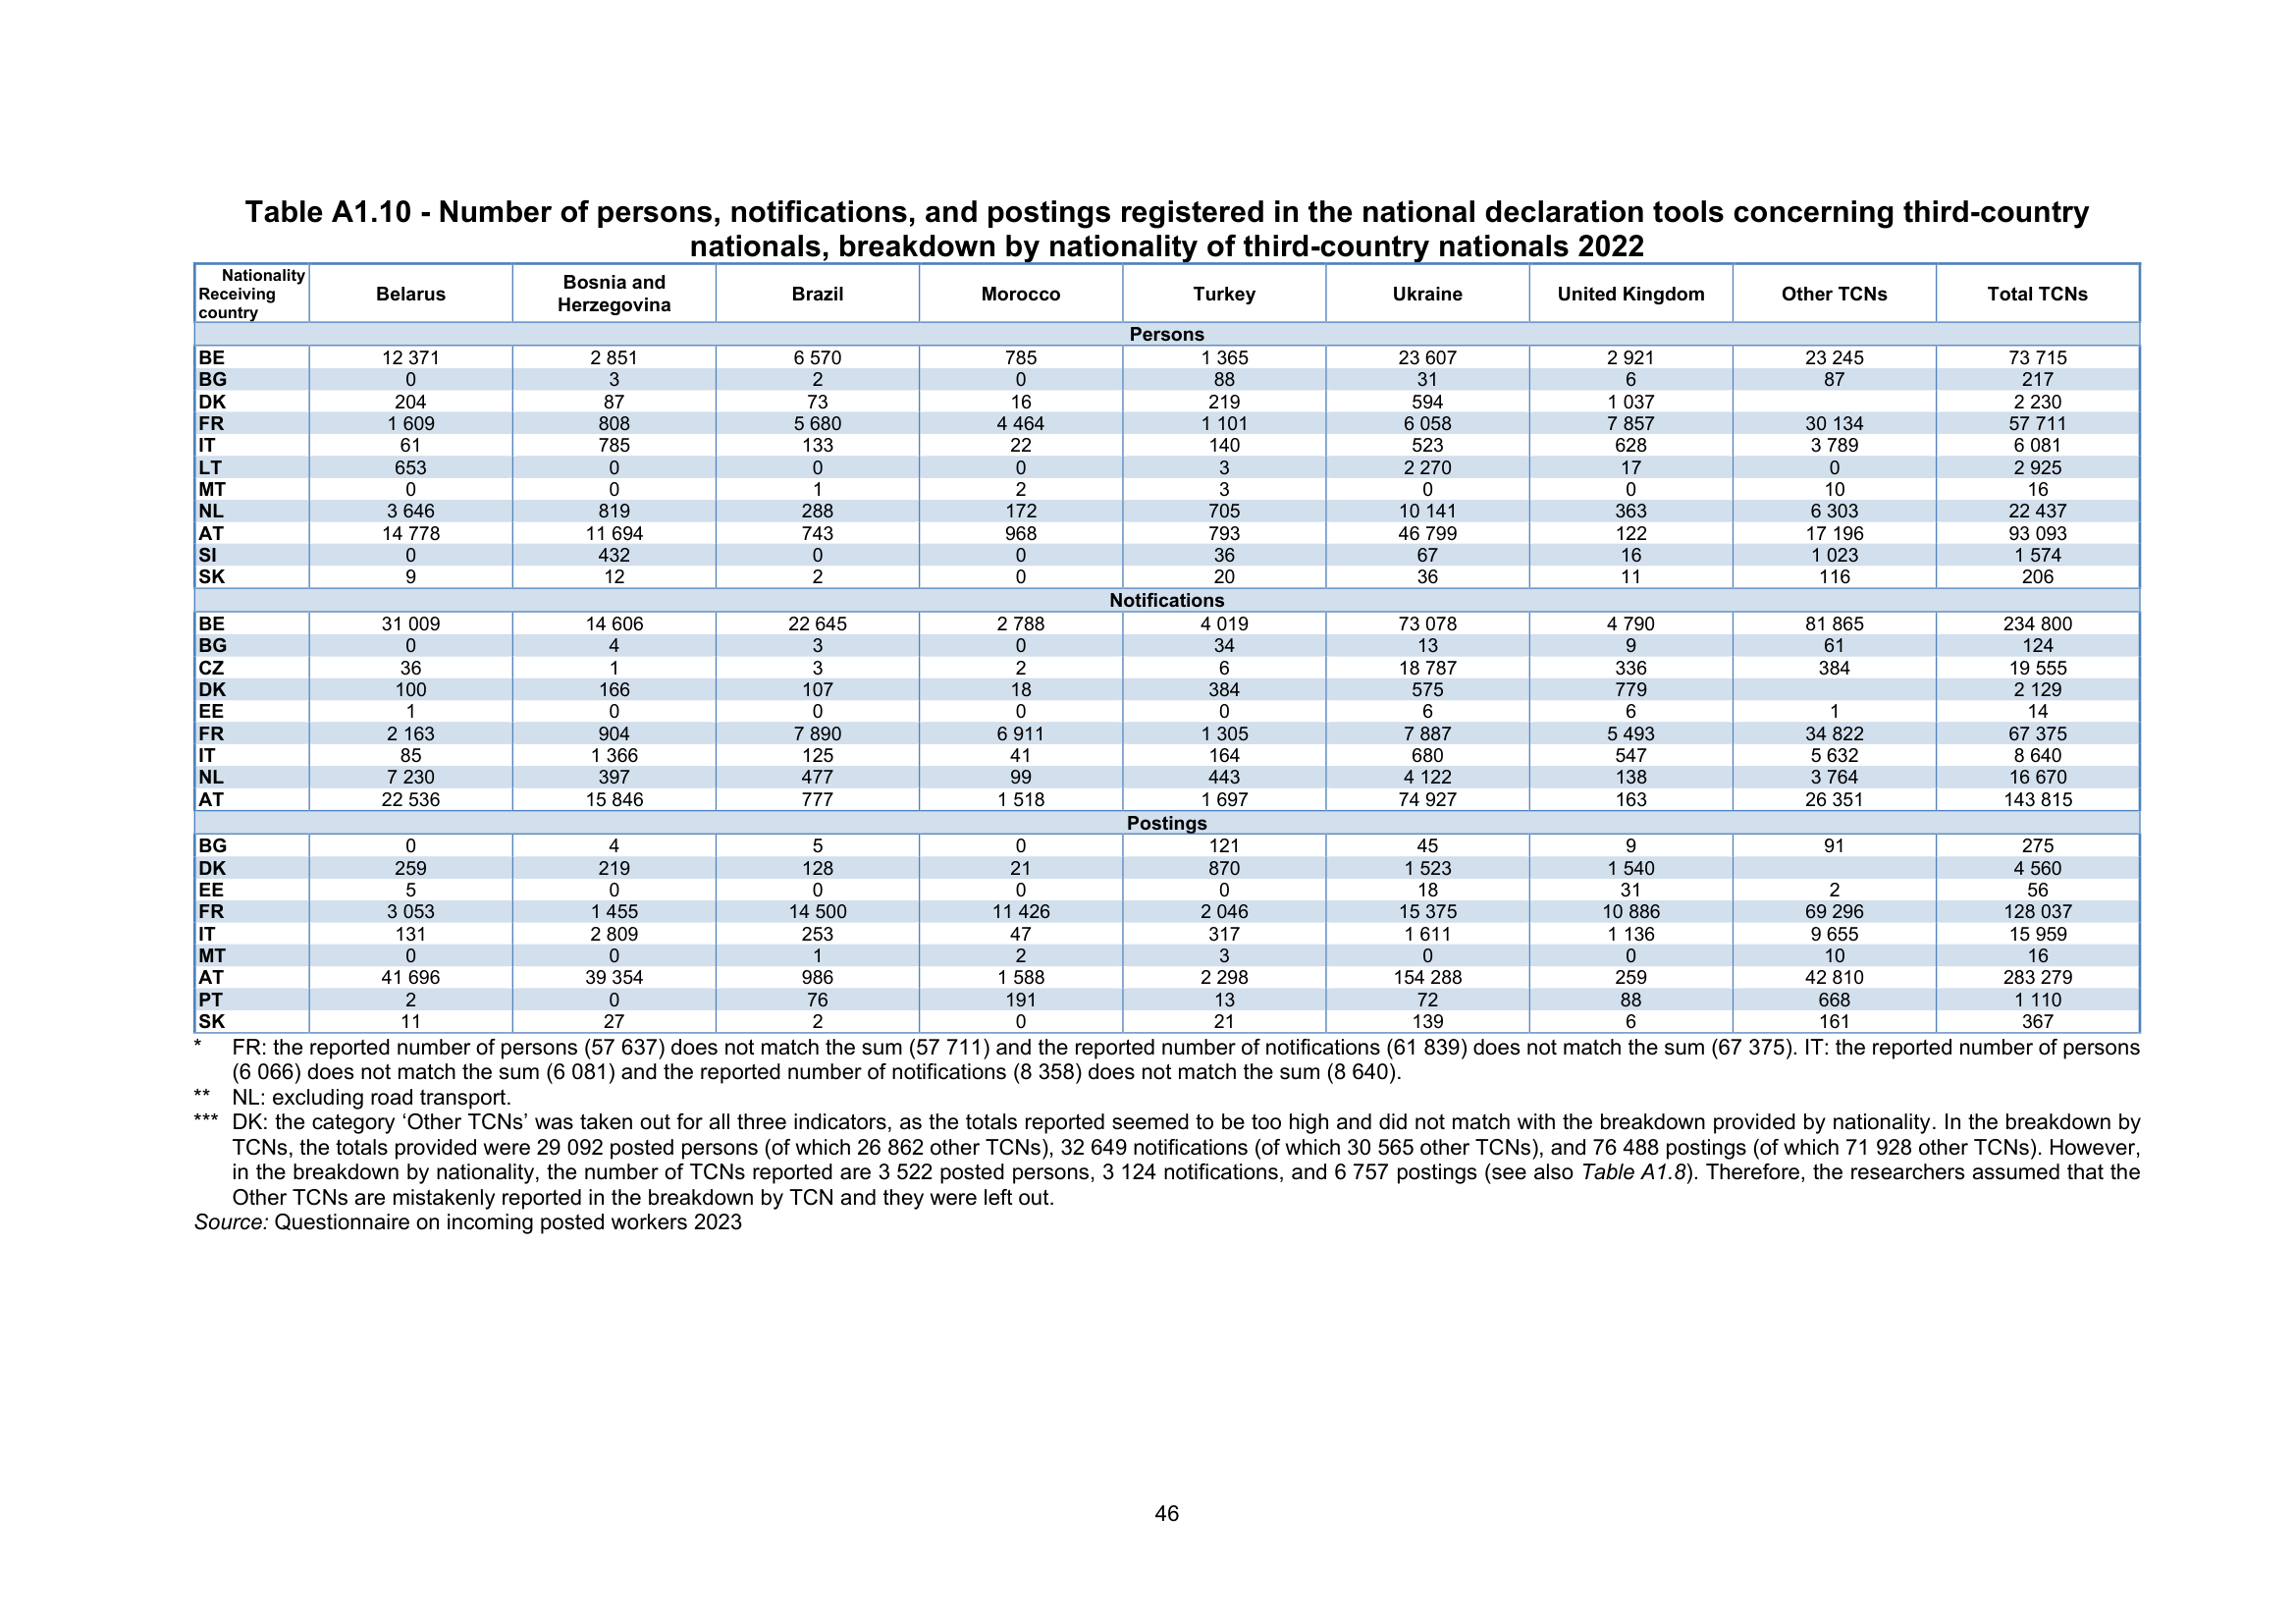 Table A1.10 - Number of persons, notifications, and postings registered in the national declaration tools concerning third-country
nationals, breakdown by nationality of third-country nationals 2022
Nationality
Receiving
country
Belarus
Bosnia and
Herzegovina
Brazil
Morocco
Turkey
Ukraine
United Kingdom
Other TCNs
Total TCNs
Persons
BE 12 371 2 851 6 570 785 1 365 23 607 2 921 23 245 73 715
BG 0 3 2 0 88 31 6 87 217
DK 204 87 73 16 219 594 1 037 2 230
FR 1 609 808 5 680 4 464 1 101 6 058 7 857 30 134 57 711
IT 61 785 133 22 140 523 628 3 789 6 081
LT 653 0 0 0 3 2 270 17 0 2 925
MT 0 0 1 2 3 0 0 10 16
NL 3 646 819 288 172 705 10 141 363 6 303 22 437
AT 14 778 11 694 743 968 793 46 799 122 17 196 93 093
SI 0 432 0 0 36 67 16 1 023 1 574
SK 9 12 2 0 20 36 11 116 206
Notifications
BE 31 009 14 606 22 645 2 788 4 019 73 078 4 790 81 865 234 800
BG 0 4 3 0 34 13 9 61 124
CZ 36 1 3 2 6 18 787 336 384 19 555
DK 100 166 107 18 384 575 779 2 129
EE 1 0 0 0 0 6 6 1 14
FR 2 163 904 7 890 6 911 1 305 7 887 5 493 34 822 67 375
IT 85 1 366 125 41 164 680 547 5 632 8 640
NL 7 230 397 477 99 443 4 122 138 3 764 16 670
AT 22 536 15 846 777 1 518 1 697 74 927 163 26 351 143 815
Postings
BG 0 4 5 0 121 45 9 91 275
DK 259 219 128 21 870 1 523 1 540 4 560
EE 5 0 0 0 0 18 31 2 56
FR 3 053 1 455 14 500 11 426 2 046 15 375 10 886 69 296 128 037
IT 131 2 809 253 47 317 1 611 1 136 9 655 15 959
MT 0 0 1 2 3 0 0 10 16
AT 41 696 39 354 986 1 588 2 298 154 288 259 42 810 283 279
PT 2 0 76 191 13 72 88 668 1 110
SK 11 27 2 0 21 139 6 161 367
* FR: the reported number of persons (57 637) does not match the sum (57 711) and the reported number of notifications (61 839) does not match the sum (67 375). IT: the reported number of persons
(6 066) does not match the sum (6 081) and the reported number of notifications (8 358) does not match the sum (8 640).
** NL: excluding road transport.
*** DK: the category ‘Other TCNs’ was taken out for all three indicators, as the totals reported seemed to be too high and did not match with the breakdown provided by nationality. In the breakdown by
TCNs, the totals provided were 29 092 posted persons (of which 26 862 other TCNs), 32 649 notifications (of which 30 565 other TCNs), and 76 488 postings (of which 71 928 other TCNs). However,
in the breakdown by nationality, the number of TCNs reported are 3 522 posted persons, 3 124 notifications, and 6 757 postings (see also Table A1.8). Therefore, the researchers assumed that the
Other TCNs are mistakenly reported in the breakdown by TCN and they were left out.
Source: Questionnaire on incoming posted workers 2023
46